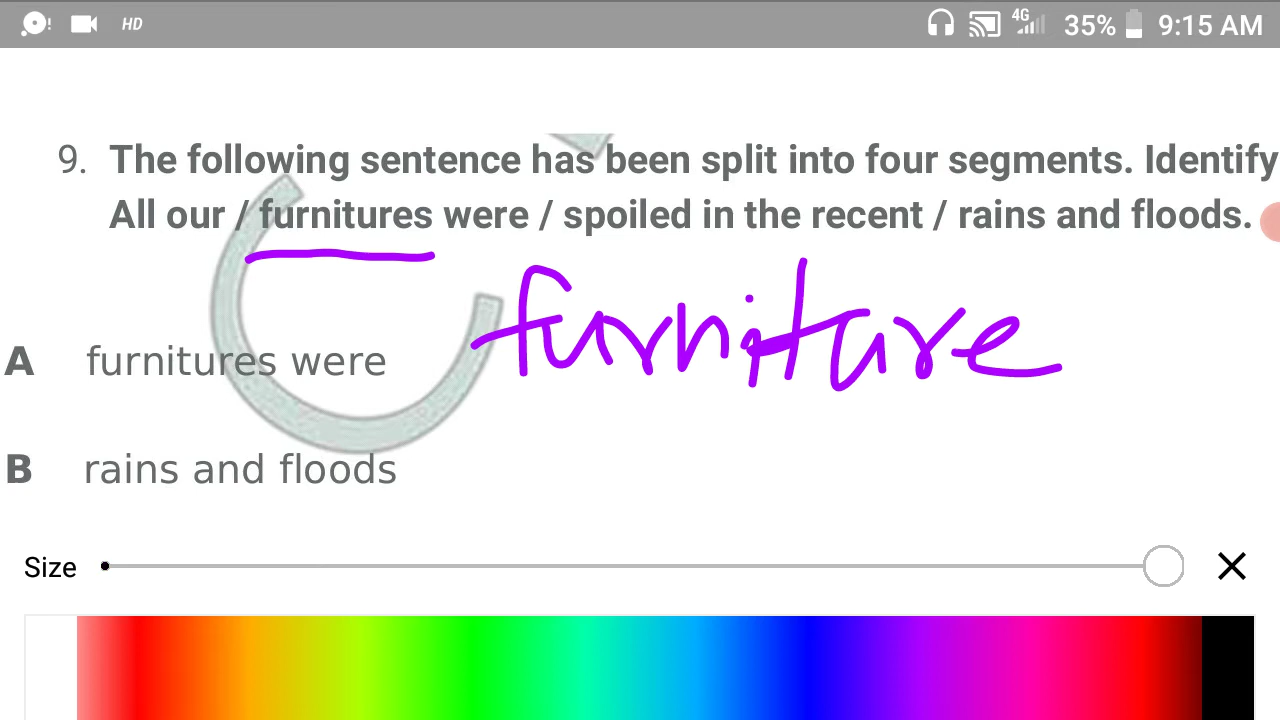 HD 4G 35% 9:15 AM
9. The following sentence has been split into four segments. Identify
All our / furnitures were / spoiled in the recent / rains and floods.
furniture
A furnitures were
B rains and floods
Size